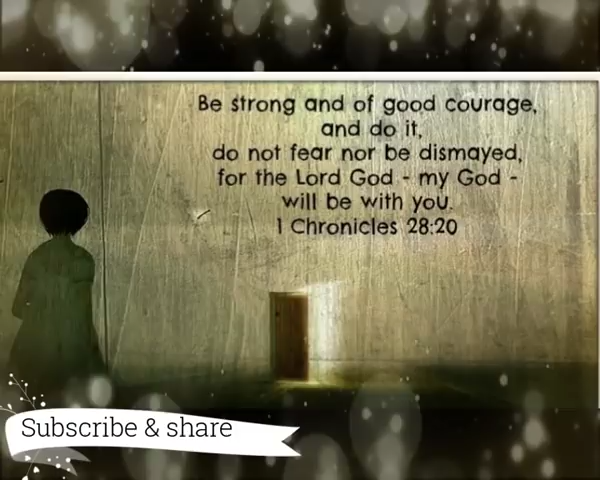 Be strong and of good courage,
and do it,
do not fear nor be dismayed,
for the Lord God - my God -
will be with you.
1 Chronicles 28:20
Subscribe & share